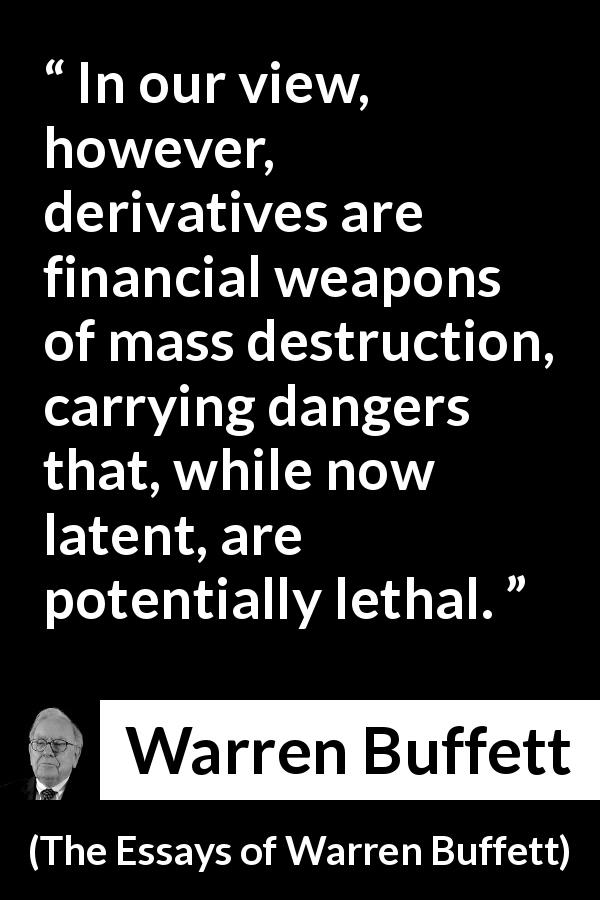 “ In our view,
however,
derivatives are
financial weapons
of mass destruction,
carrying dangers
that, while now
latent, are
potentially lethal. ”
Warren Buffett
(The Essays of Warren Buffett)